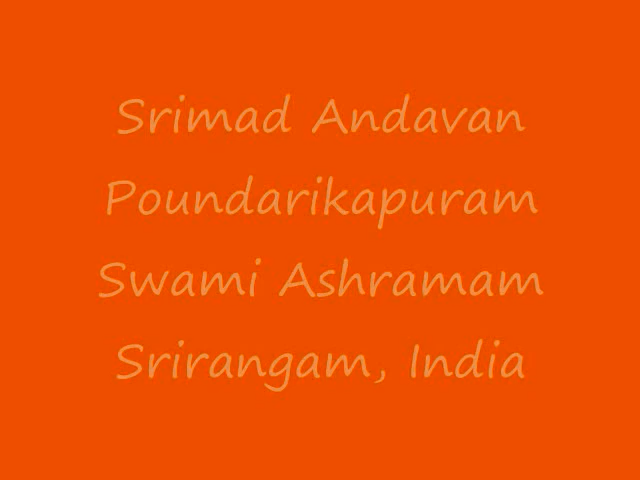 Srimad Andavan
Poundarikapuram
Swami Ashramam
Srirangam, India